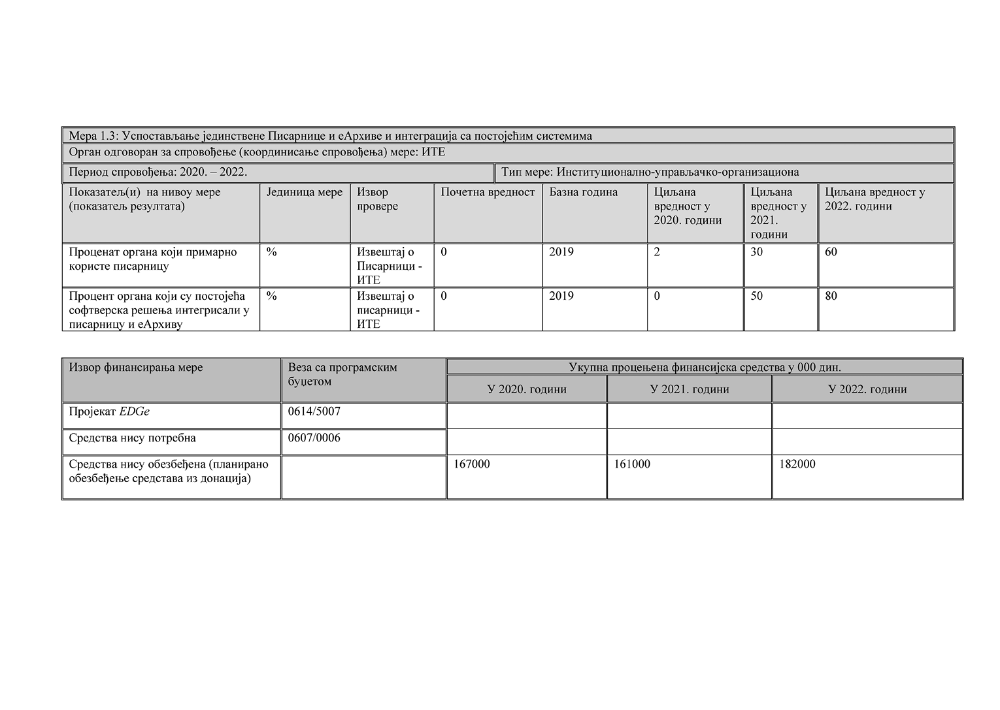 Мера 1.3: Успостављање јединствене Писарнице и еАрхиве и интеграција са постојећим системима
Орган одговоран за спровођење (координисање спровођења) мере: ИТЕ
Период спровођења: 2020. – 2022.
Тип мере: Институционално-управљачко-организациона
Показатељ(и) на нивоу мере
(показатељ резултата)
Јединица мере
Извор
провере
Почетна вредност
Базна година
Циљана
вредност у
2020. години
Циљана
вредност у
2021.
години
Циљана вредност у
2022. години
Проценат органа који примарно
користе писарницу
%
Извештај о
Писарници -
ИТЕ
0
2019
2
30
60
Процент органа који су постојећа
софтверска решења интегрисали у
писарницу и еАрхиву
%
Извештај о
писарници -
ИТЕ
0
2019
0
50
80
Извор финансирања мере
Веза са програмским
буџетом
Укупна процењена финансијска средства у 000 дин.
У 2020. години
У 2021. години
У 2022. години
Пројекат EDGe
0614/5007
Средства нису потребна
0607/0006
Средства нису обезбеђена (планирано
обезбеђење средстава из донација)
167000
161000
182000